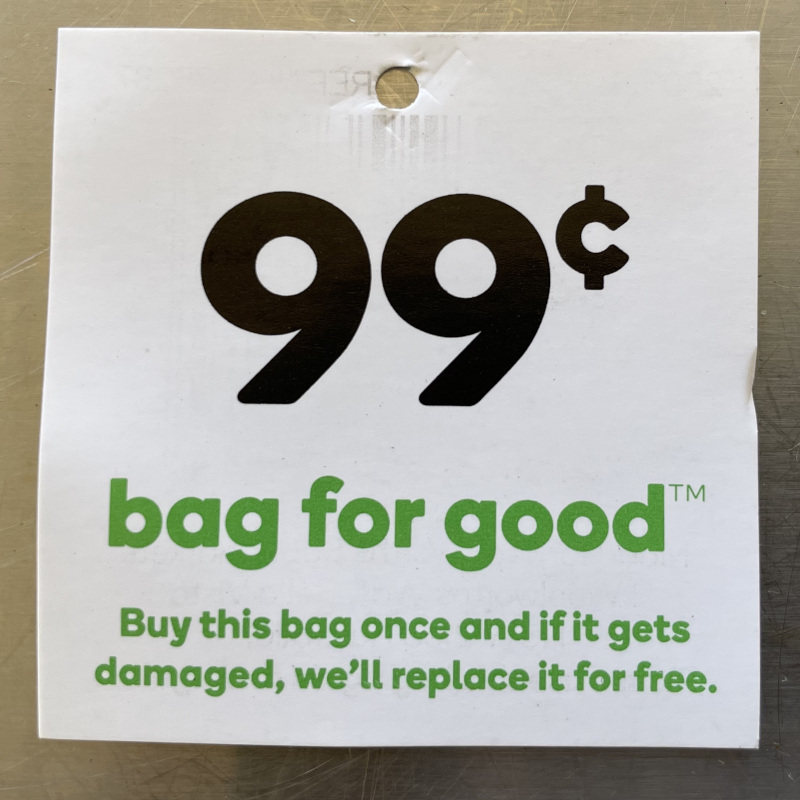 99¢
bag for good™
Buy this bag once and if it gets
damaged, we'll replace it for free.